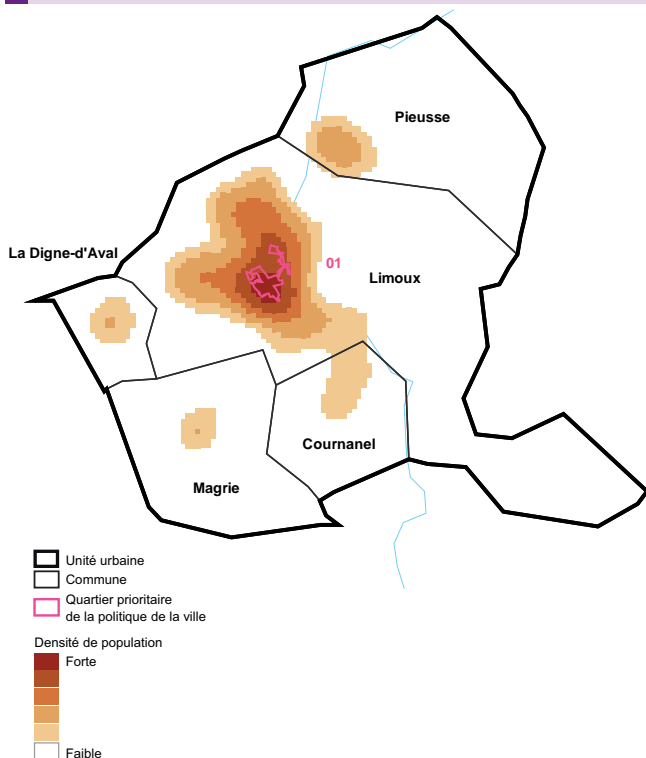 Pieusse
La Digne-d'Aval
01
Limoux
Cournanel
Magrie
Unité urbaine
Commune
Quartier prioritaire
de la politique de la ville
Densité de population
Forte
Faible